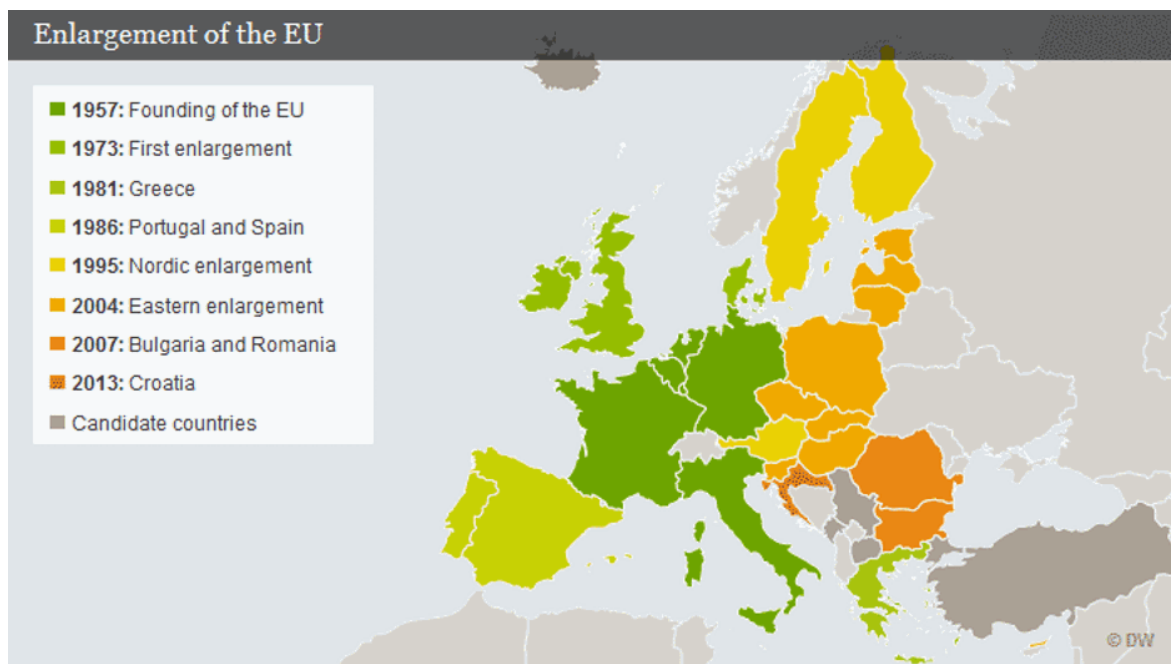 Enlargement of the EU
1957: Founding of the EU
1973: First enlargement
1981: Greece
1986: Portugal and Spain
1995: Nordic enlargement
2004: Eastern enlargement
2007: Bulgaria and Romania
2013: Croatia
Candidate countries
© DW